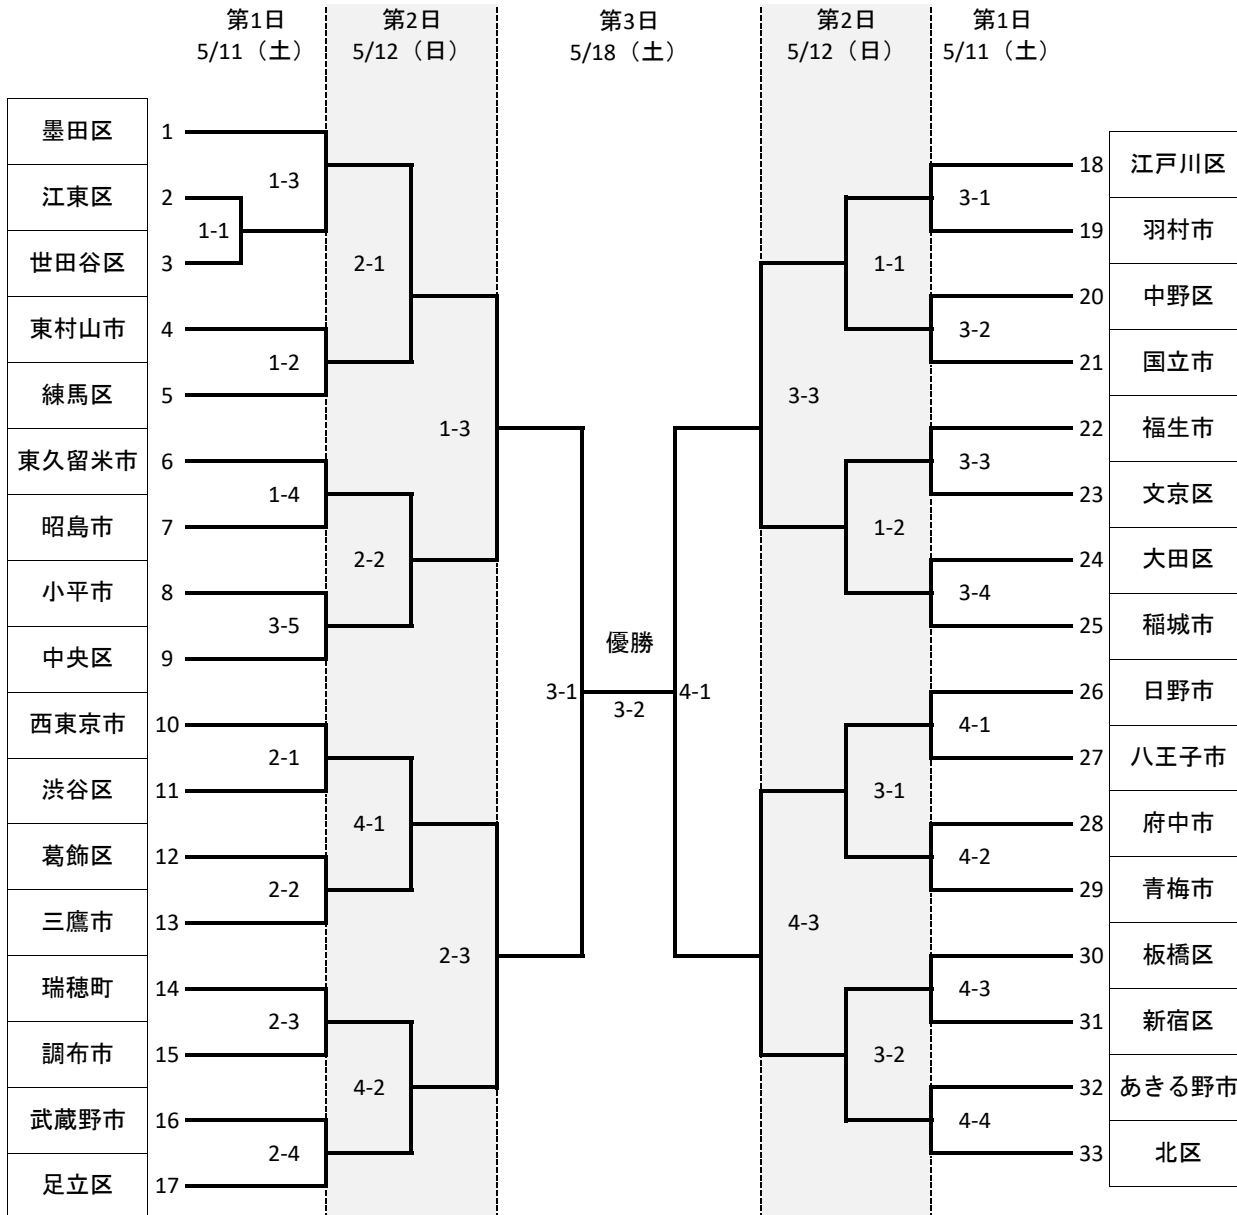 第1日
5/11（土）
第2日
5/12（日）
第3日
5/18（土）
第2日
5/12（日）
第1日
5/11（土）
墨田区 1
江東区 2
世田谷区 3
東村山市 4
練馬区 5
東久留米市 6
昭島市 7
小平市 8
中央区 9
西東京市 10
渋谷区 11
葛飾区 12
三鷹市 13
瑞穂町 14
調布市 15
武蔵野市 16
足立区 17
1-3
1-1
1-2
1-4
3-5
2-1
2-2
2-3
2-4
2-1
2-2
4-1
4-2
1-3
2-3
3-1
優勝
3-2
4-1
3-3
4-3
1-1
1-2
3-1
3-2
3-1
3-2
3-3
3-4
4-1
4-2
4-3
4-4
18 江戸川区
19 羽村市
20 中野区
21 国立市
22 福生市
23 文京区
24 大田区
25 稲城市
26 日野市
27 八王子市
28 府中市
29 青梅市
30 板橋区
31 新宿区
32 あきる野市
33 北区